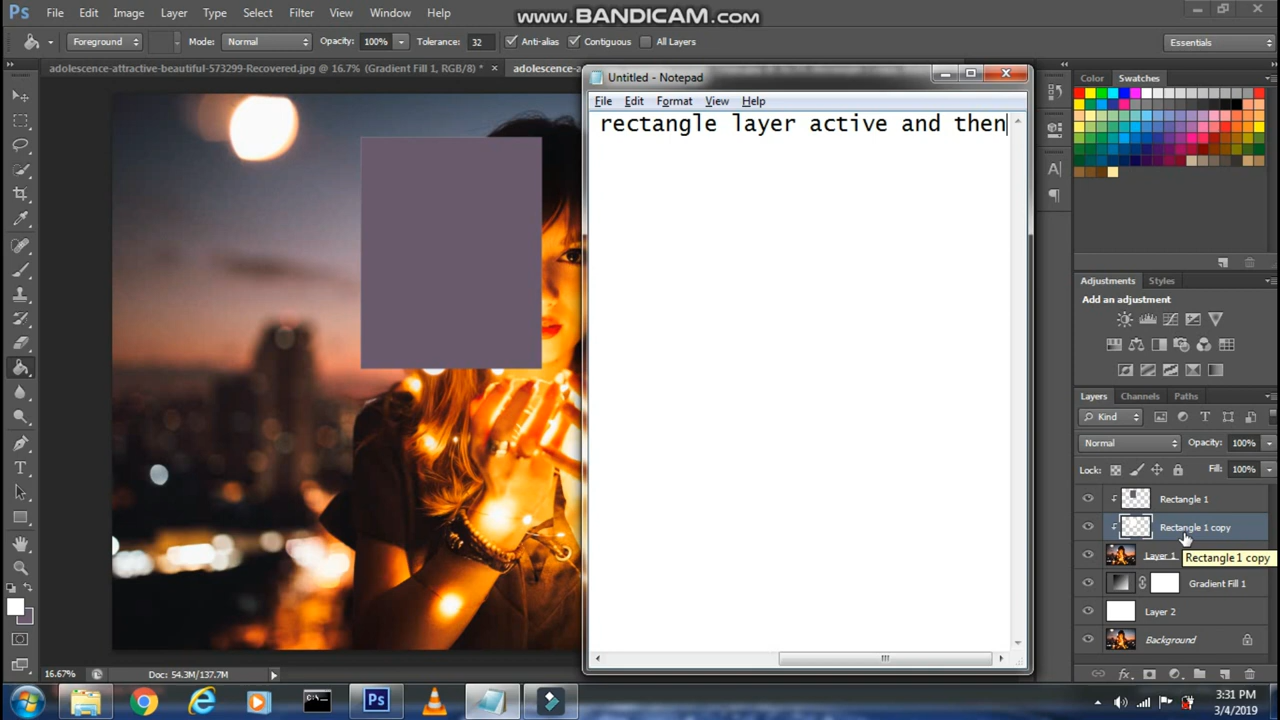 www.BANDICAM.com
Ps File Edit Image Layer Type Select Filter View Window Help
Foreground Mode: Normal Opacity: 100% Tolerance: 32 Anti-alias Contiguous All Layers Essentials
adolescence-attractive-beautiful-573299-Recovered.jpg @ 16.7% (Gradient Fill 1, RGB/8) * × adolescence-a
Untitled - Notepad
File Edit Format View Help
rectangle layer active and then
Color Swatches
Adjustments Styles
Add an adjustment
Layers Channels Paths
Kind
Normal Opacity: 100%
Lock: Fill: 100%
Rectangle 1
Rectangle 1 copy
Layer 1
Rectangle 1 copy
Gradient Fill 1
Layer 2
Background
16.67% Doc: 54.3M/137.7M
Ps
3:31 PM
3/4/2019